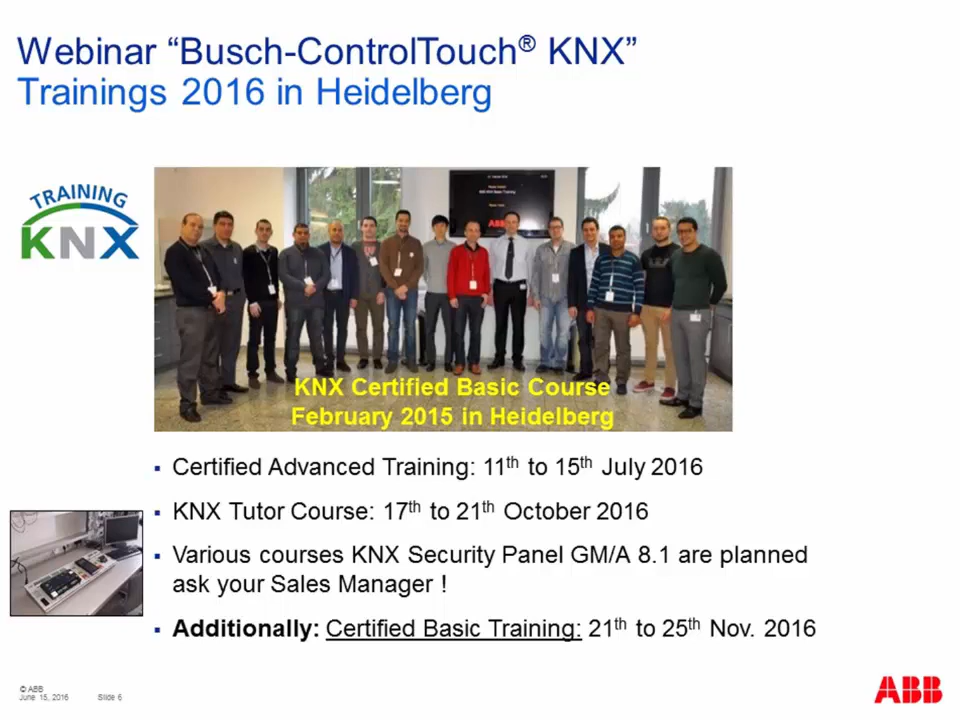 Webinar “Busch-ControlTouch® KNX”
Trainings 2016 in Heidelberg
TRAINING
KNX
ABB
KNX Certified Basic Course
February 2015 in Heidelberg
▪ Certified Advanced Training: 11th to 15th July 2016
▪ KNX Tutor Course: 17th to 21th October 2016
▪ Various courses KNX Security Panel GM/A 8.1 are planned
ask your Sales Manager !
▪ Additionally: Certified Basic Training: 21th to 25th Nov. 2016
© ABB
June 15, 2016 Slide 6
ABB